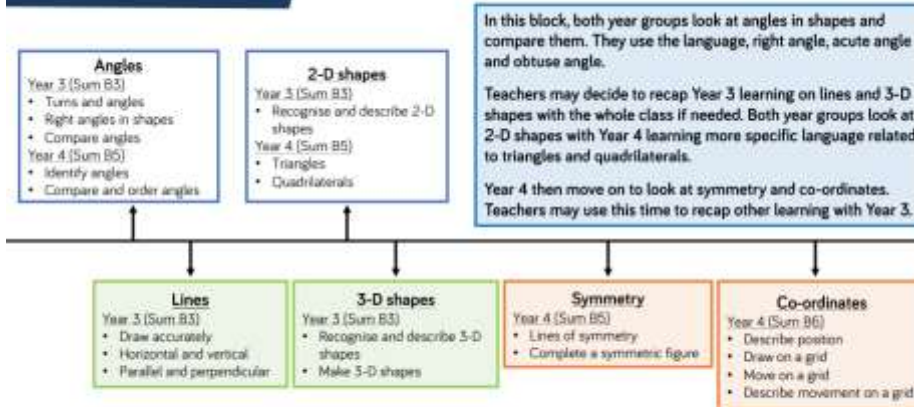 Angles
Year 3 (Sum B3)
• Turns and angles
• Right angles in shapes
• Compare angles
Year 4 (Sum B5)
• Identify angles
• Compare and order angles
2-D shapes
Year 3 (Sum B3)
• Recognise and describe 2-D
shapes
Year 4 (Sum B5)
• Triangles
• Quadrilaterals
In this block, both year groups look at angles in shapes and
compare them. They use the language, right angle, acute angle
and obtuse angle.
Teachers may decide to recap Year 3 learning on lines and 3-D
shapes with the whole class if needed. Both year groups look at
2-D shapes with Year 4 learning more specific language related
to triangles and quadrilaterals.
Year 4 then move on to look at symmetry and co-ordinates.
Teachers may use this time to recap other learning with Year 3.
Lines
Year 3 (Sum B3)
• Draw accurately
• Horizontal and vertical
• Parallel and perpendicular
3-D shapes
Year 3 (Sum B3)
• Recognise and describe 3-D
shapes
• Make 3-D shapes
Symmetry
Year 4 (Sum B5)
• Lines of symmetry
• Complete a symmetric figure
Co-ordinates
Year 4 (Sum B6)
• Describe position
• Draw on a grid
• Move on a grid
• Describe movement on a grid